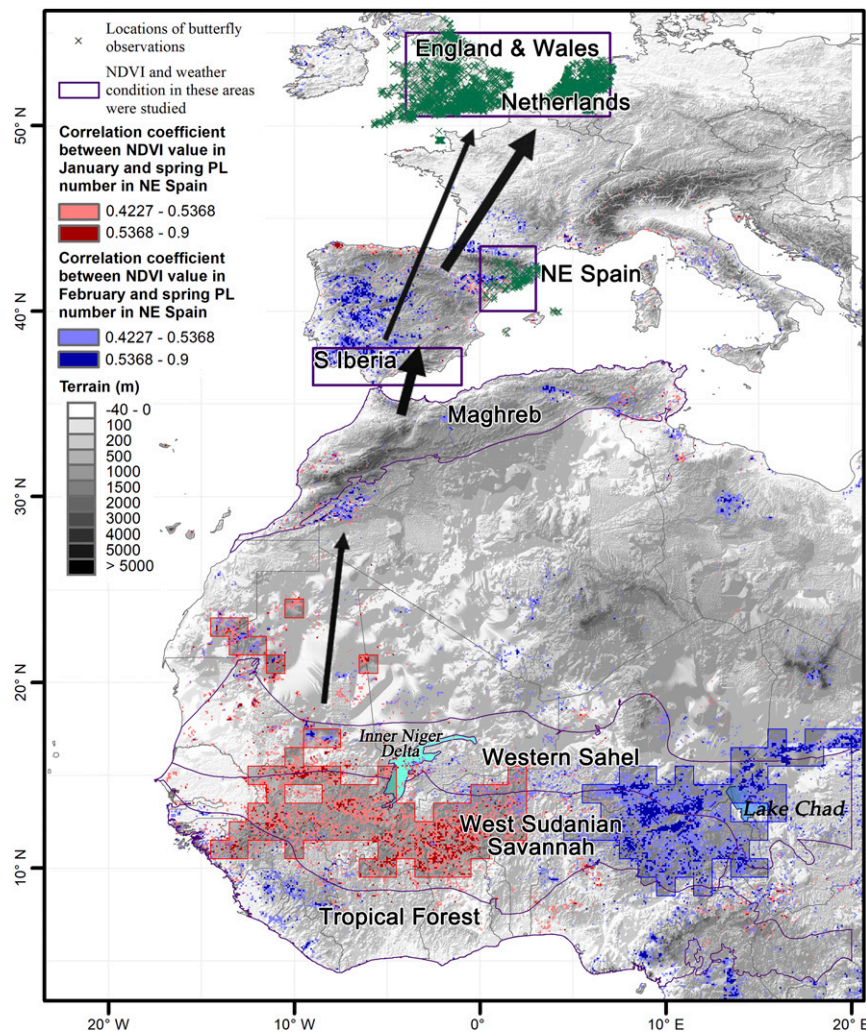 Locations of butterfly
observations
NDVI and weather
condition in these areas
were studied
Correlation coefficient
between NDVI value in
January and spring PL
number in NE Spain
0.4227 - 0.5368
0.5368 - 0.9
Correlation coefficient
between NDVI value in
February and spring PL
number in NE Spain
0.4227 - 0.5368
0.5368 - 0.9
Terrain (m)
-40 - 0
100
200
500
1000
1500
2000
3000
4000
5000
> 5000
England & Wales
Netherlands
NE Spain
S Iberia
Maghreb
Inner Niger
Delta
Western Sahel
Lake Chad
West Sudanian
Savannah
Tropical Forest
50° N
40° N
30° N
20° N
10° N
20° W
10° W
0°
10° E
20° E